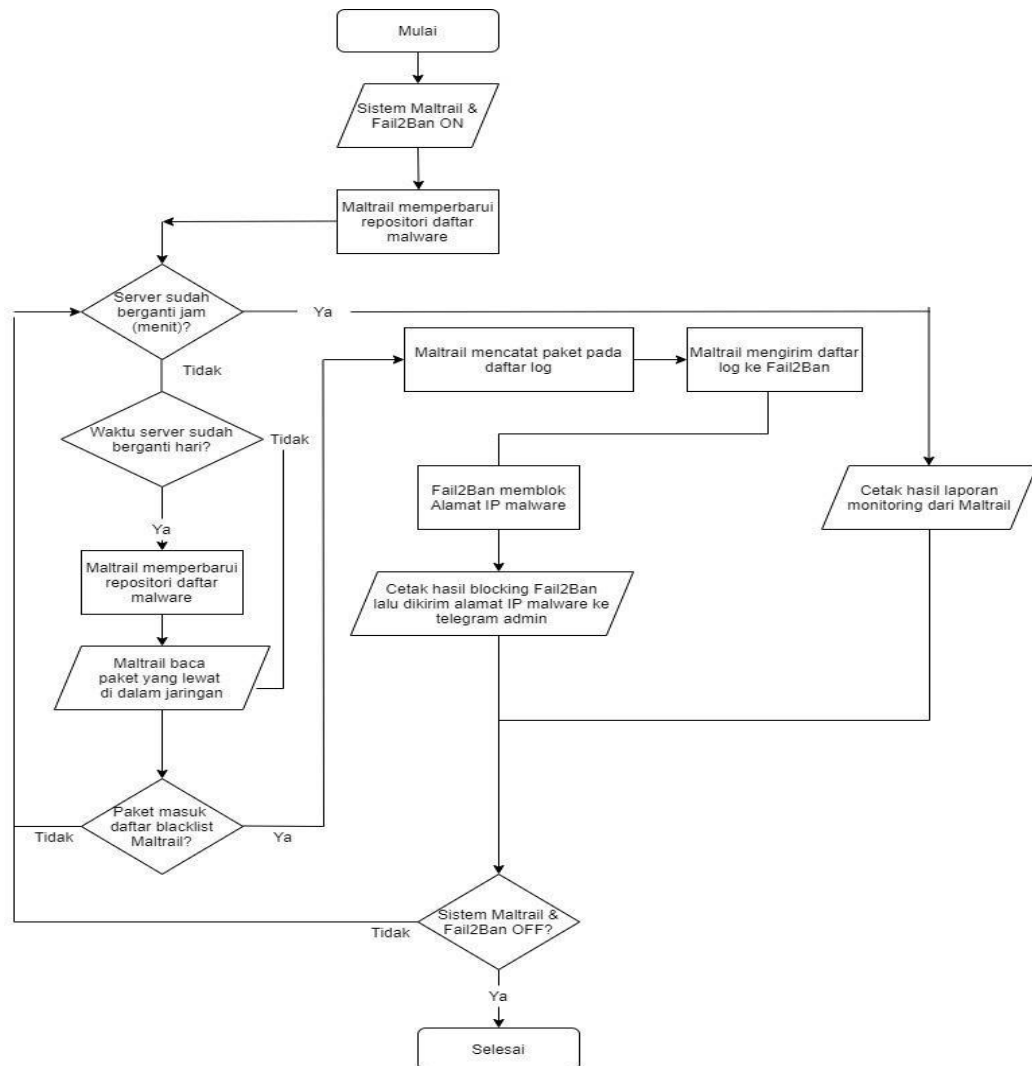 Mulai
Sistem Maltrail &
Fail2Ban ON
Maltrail memperbarui
repositori daftar
malware
Server sudah
berganti jam
(menit)?
Ya
Tidak
Maltrail mencatat paket pada
daftar log
Maltrail mengirim daftar
log ke Fail2Ban
Waktu server sudah
berganti hari?
Tidak
Ya
Fail2Ban memblok
Alamat IP malware
Cetak hasil laporan
monitoring dari Maltrail
Maltrail memperbarui
repositori daftar
malware
Cetak hasil blocking Fail2Ban
lalu dikirim alamat IP malware ke
telegram admin
Maltrail baca
paket yang lewat
di dalam jaringan
Paket masuk
daftar blacklist
Maltrail?
Tidak
Ya
Sistem Maltrail &
Fail2Ban OFF?
Tidak
Ya
Selesai